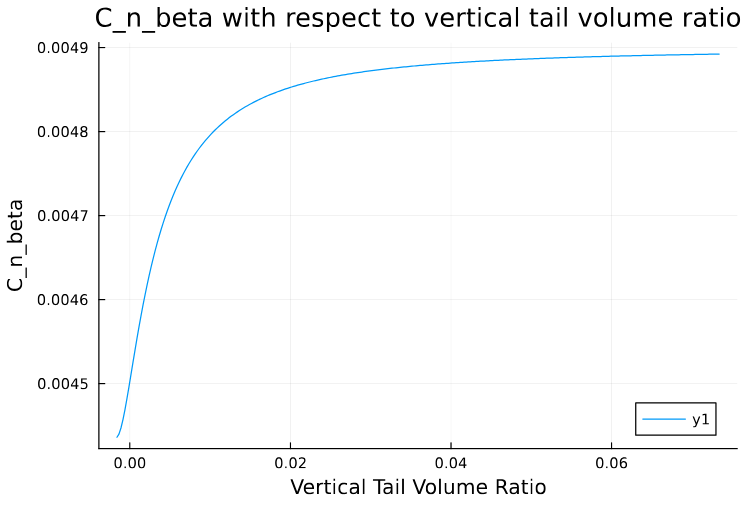 C_n_beta with respect to vertical tail volume ratio
0.0049
0.0048
0.0047
0.0046
0.0045
C_n_beta
y1
0.00
0.02
0.04
0.06
Vertical Tail Volume Ratio